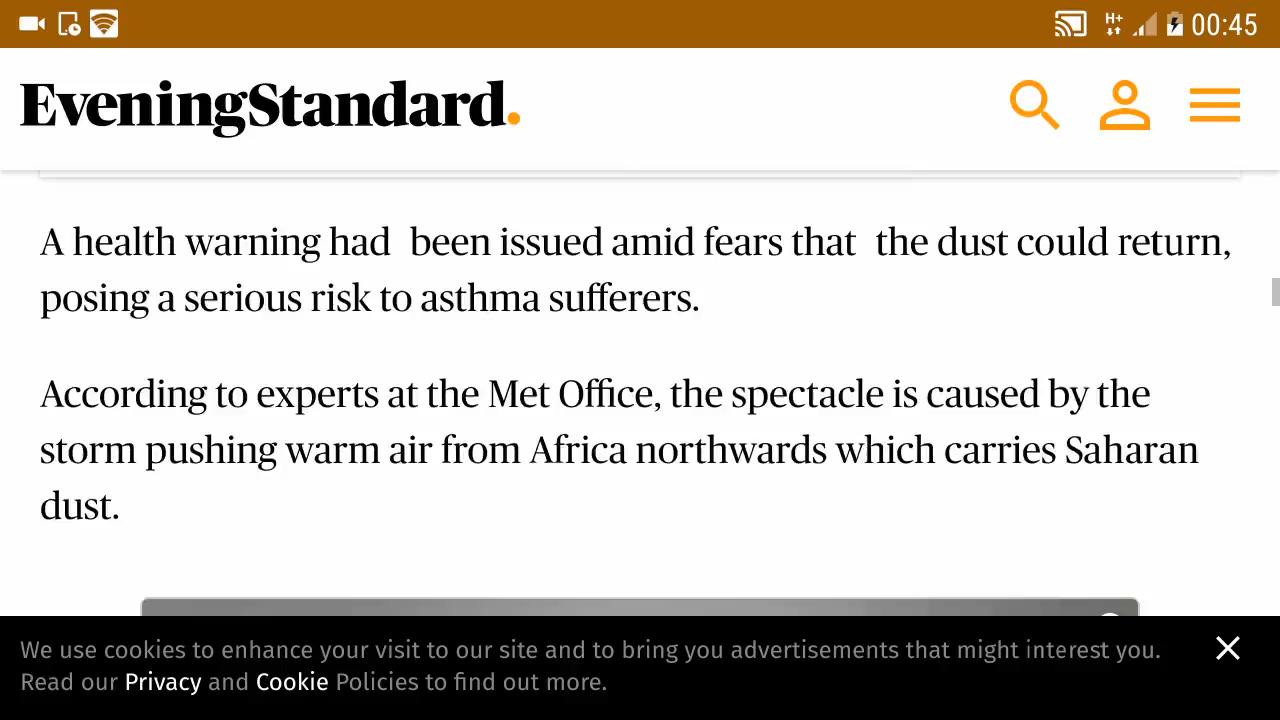 H+ 00:45
EveningStandard.
A health warning had been issued amid fears that the dust could return,
posing a serious risk to asthma sufferers.
According to experts at the Met Office, the spectacle is caused by the
storm pushing warm air from Africa northwards which carries Saharan
dust.
We use cookies to enhance your visit to our site and to bring you advertisements that might interest you.
Read our Privacy and Cookie Policies to find out more.